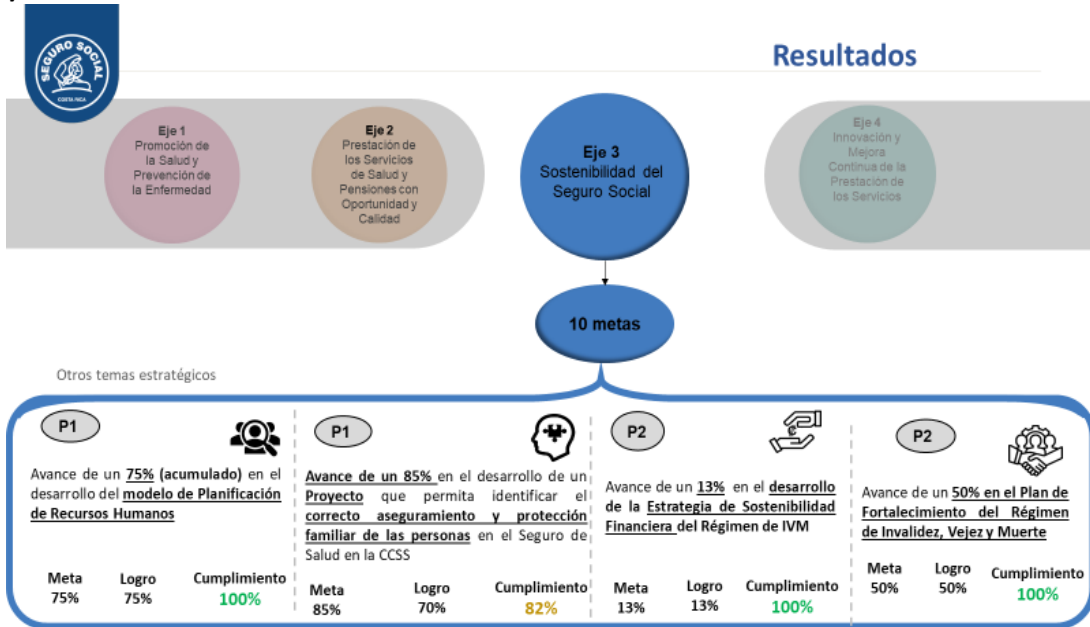 SEGURO SOCIAL
COSTA RICA
Resultados
Eje 1
Promoción de
la Salud y
Prevención de
la Enfermedad
Eje 2
Prestación de
los Servicios
de Salud y
Pensiones con
Oportunidad y
Calidad
Eje 3
Sostenibilidad del
Seguro Social
Eje 4
Innovación y
Mejora
Continua de la
Prestación de
los Servicios
10 metas
Otros temas estratégicos
P1
Avance de un 75% (acumulado) en el
desarrollo del modelo de Planificación
de Recursos Humanos
Meta Logro Cumplimiento
75% 75% 100%
P1
Avance de un 85% en el desarrollo de un
Proyecto que permita identificar el
correcto aseguramiento y protección
familiar de las personas en el Seguro de
Salud en la CCSS
Meta Logro Cumplimiento
85% 70% 82%
P2
₡
Avance de un 13% en el desarrollo
de la Estrategia de Sostenibilidad
Financiera del Régimen de IVM
Meta Logro Cumplimiento
13% 13% 100%
P2
Avance de un 50% en el Plan de
Fortalecimiento del Régimen
de Invalidez, Vejez y Muerte
Meta Logro Cumplimiento
50% 50% 100%